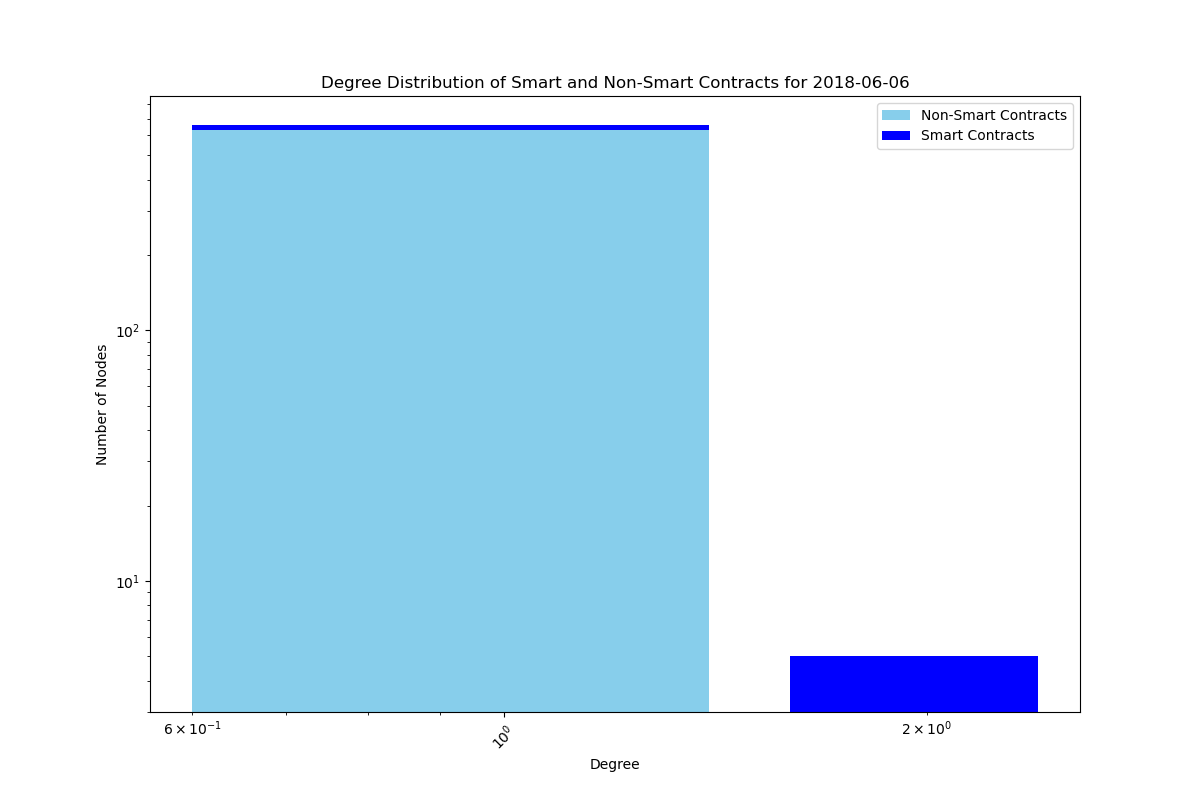 Degree Distribution of Smart and Non-Smart Contracts for 2018-06-06
Non-Smart Contracts
Smart Contracts
Number of Nodes
10²
10¹
6 × 10⁻¹
10⁰
2 × 10⁰
Degree